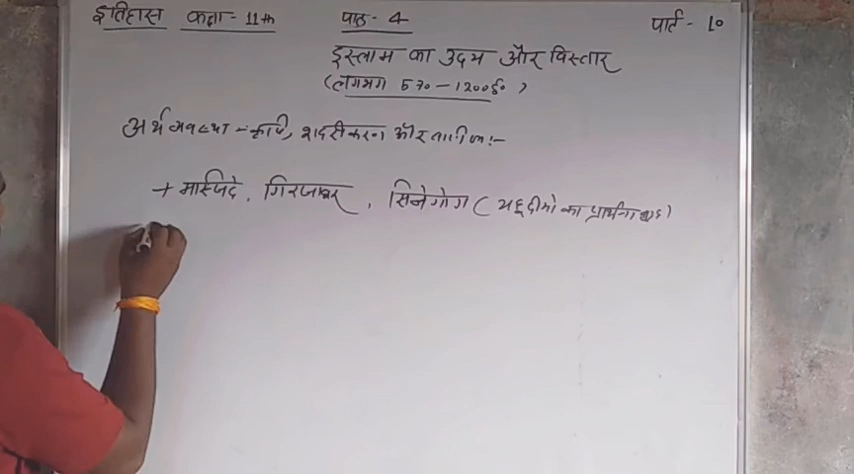 इतिहास कक्षा - 11th पाठ - 4 पार्ट - 10
इस्लाम का उदय और विस्तार
(लगभग 570 - 1200ई०)
अर्थव्यवस्था - कृषि, शहरीकरण और वाणिज्य :-
→ मस्जिदे, गिरजाघर, सिनेगोग ( यहूदीयो का प्रार्थना घर)